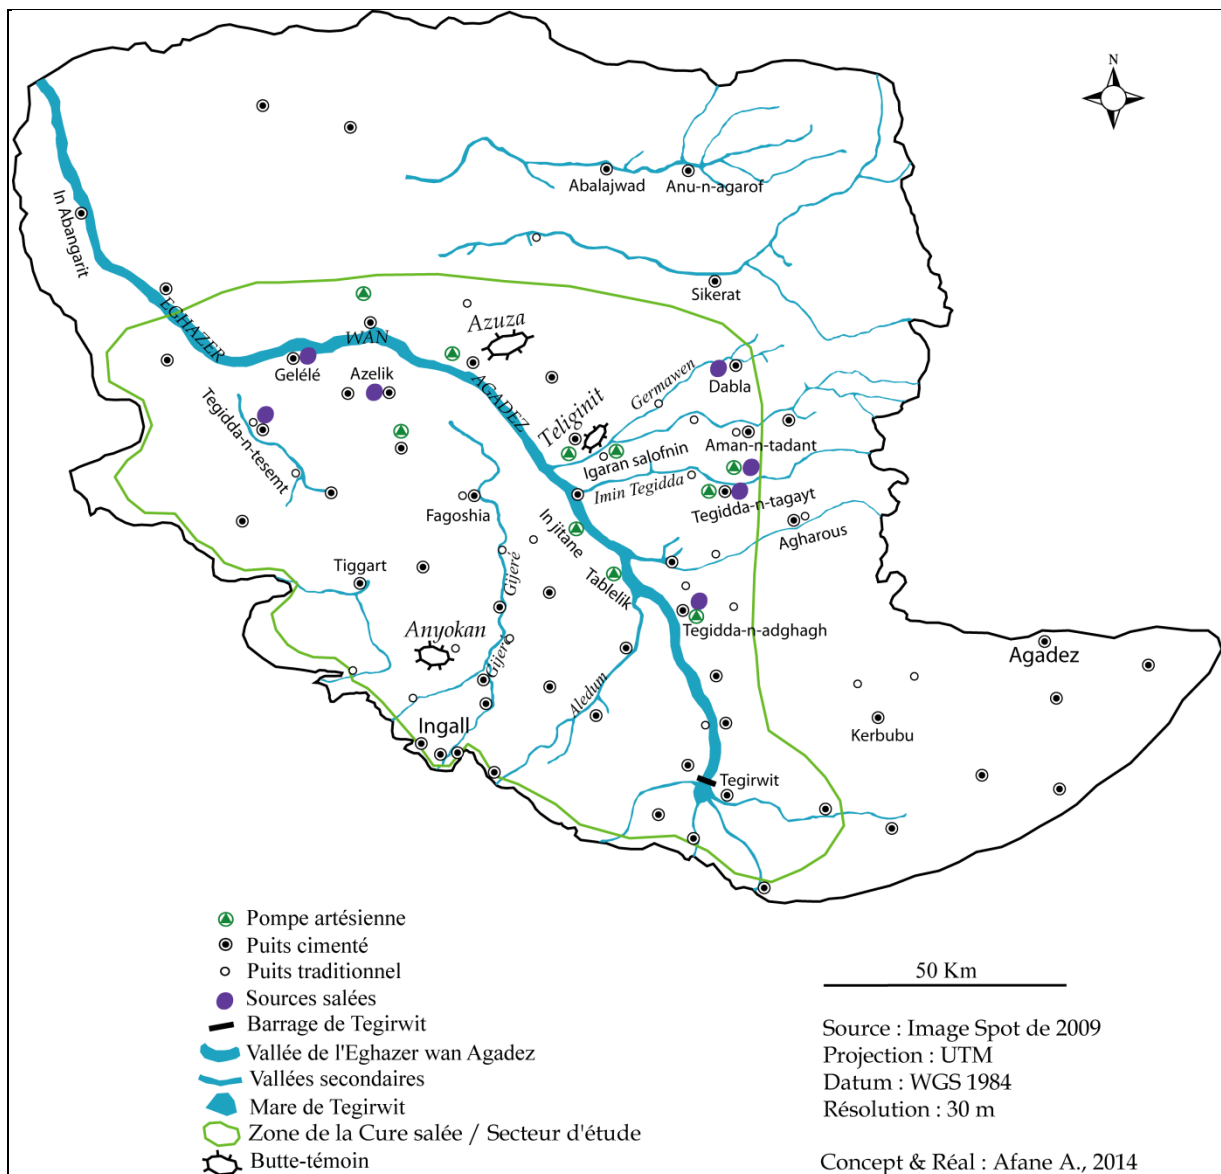 N
Abalajwad
Anu-n-agarof
In Abangarit
Sikerat
EGHAZER
WAN
AGADEZ
Azuza
Gelélé
Azelik
Germawen
Dabla
Teliginit
Tegidda-n-tesemt
Igaran salofnin
Aman-n-tadant
Imin Tegidda
Tegidda-n-tagayt
Fagoshia
In jitane
Agharous
Tiggart
Gijeré
Tablelik
Anyokan
Gijeré
Tegidda-n-adghagh
Agadez
Aledum
Ingall
Kerbubu
Tegirwit
Pompe artésienne
Puits cimenté
Puits traditionnel
Sources salées
Barrage de Tegirwit
Vallée de l'Eghazer wan Agadez
Vallées secondaires
Mare de Tegirwit
Zone de la Cure salée / Secteur d'étude
Butte-témoin
50 Km
Source : Image Spot de 2009
Projection : UTM
Datum : WGS 1984
Résolution : 30 m
Concept & Réal : Afane A., 2014